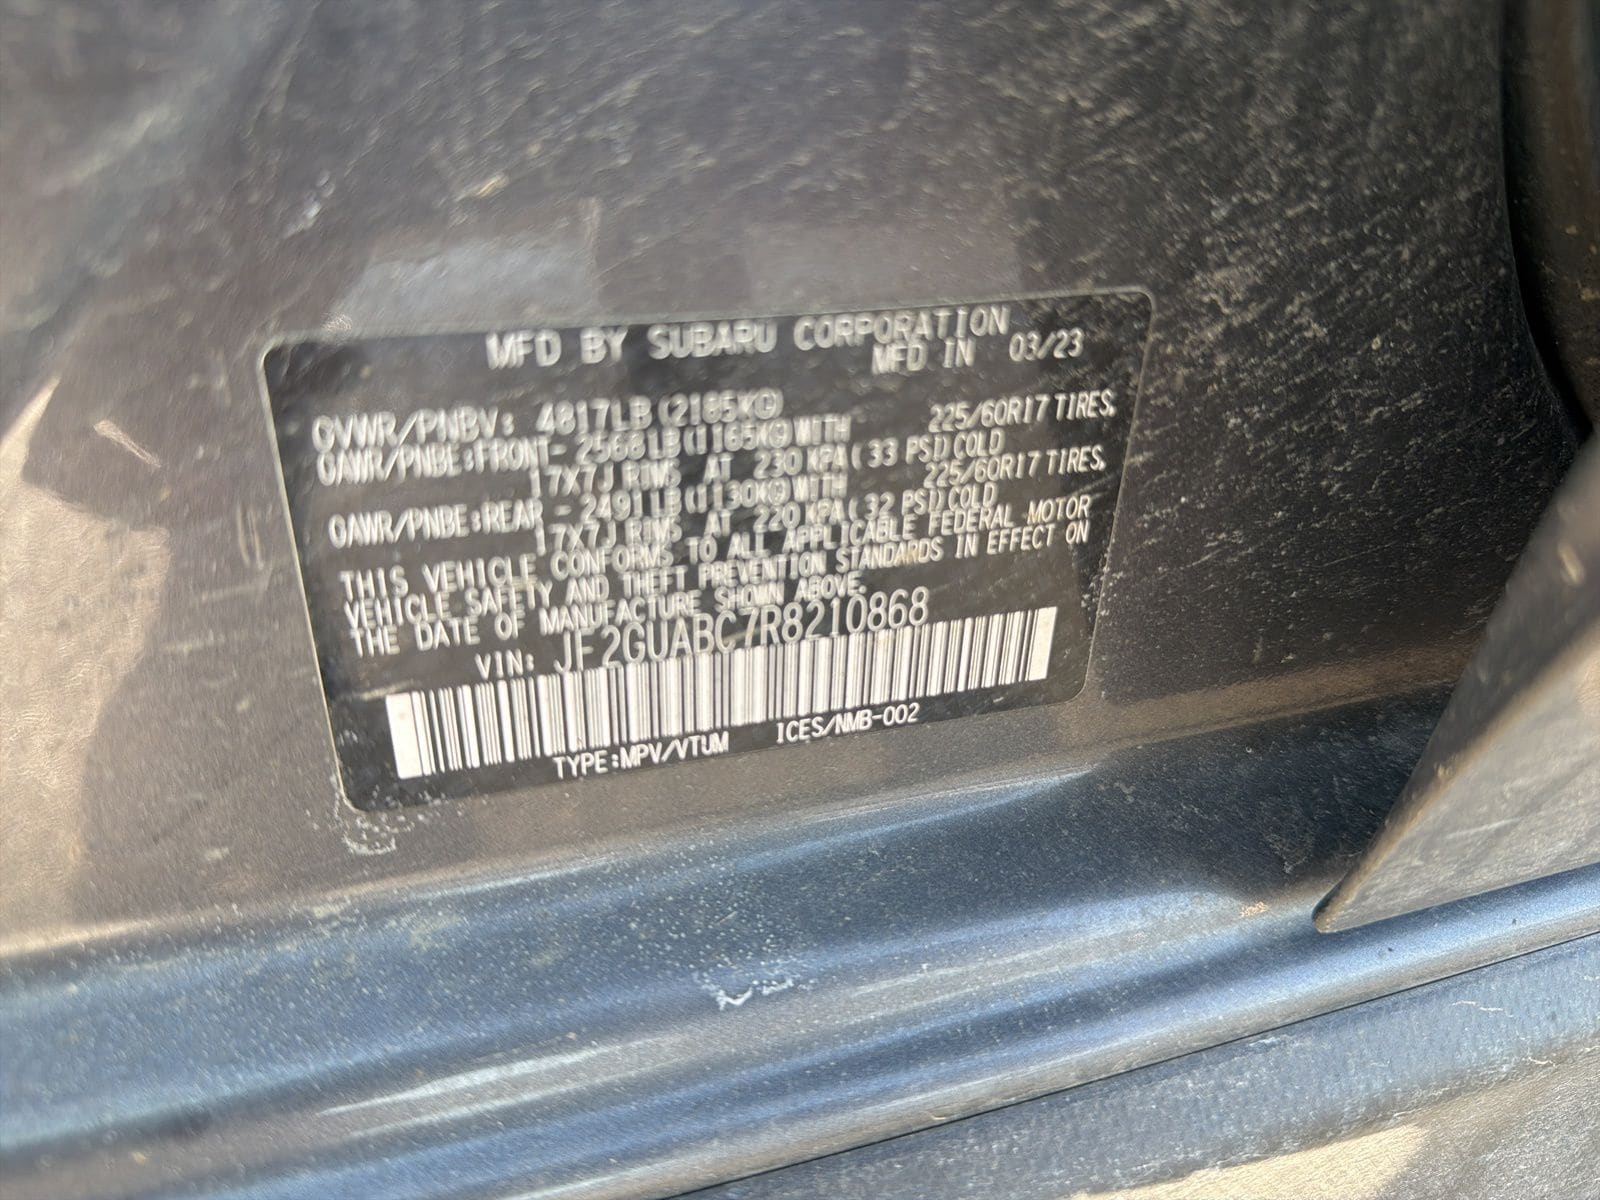 MFD BY SUBARU CORPORATION
MFD IN 03/23
GVWR/PNBV: 4817LB(2185KG)
GAWR/PNBE:FRONT- 2568LB(1165KG)WITH 225/60R17 TIRES,
17X7J RIMS AT 230 KPA( 33 PSI)COLD
GAWR/PNBE:REAR - 2491LB(1130KG)WITH 225/60R17 TIRES,
17X7J RIMS AT 220 KPA( 32 PSI)COLD
THIS VEHICLE CONFORMS TO ALL APPLICABLE FEDERAL MOTOR
VEHICLE SAFETY AND THEFT PREVENTION STANDARDS IN EFFECT ON
THE DATE OF MANUFACTURE SHOWN ABOVE.
VIN: JF2GUABC7R8210868
TYPE:MPV/VTUM ICES/NMB-002